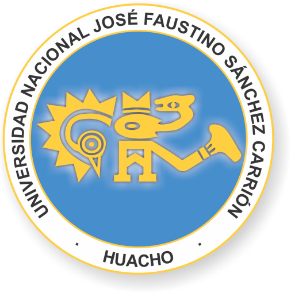 UNIVERSIDAD NACIONAL JOSÉ FAUSTINO SÁNCHEZ CARRIÓN
· HUACHO ·